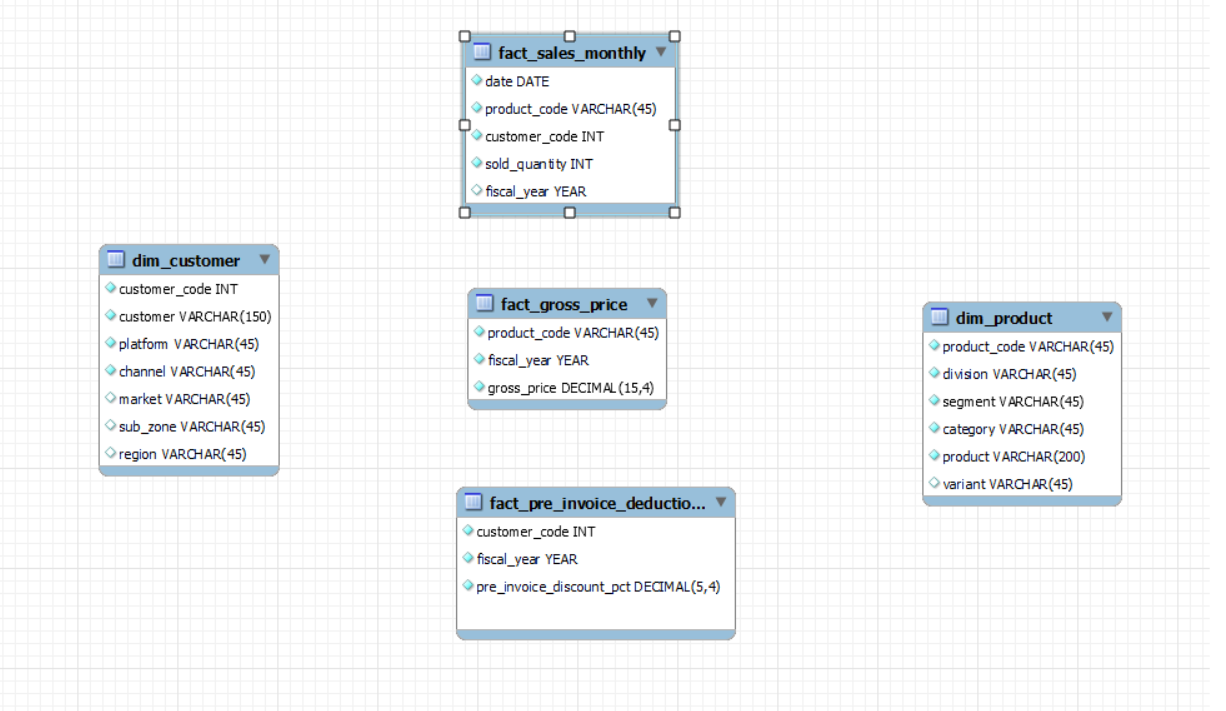 fact_sales_monthly
date DATE
product_code VARCHAR(45)
customer_code INT
sold_quantity INT
fiscal_year YEAR
dim_customer
customer_code INT
customer VARCHAR(150)
platform VARCHAR(45)
channel VARCHAR(45)
market VARCHAR(45)
sub_zone VARCHAR(45)
region VARCHAR(45)
fact_gross_price
product_code VARCHAR(45)
fiscal_year YEAR
gross_price DECIMAL(15,4)
dim_product
product_code VARCHAR(45)
division VARCHAR(45)
segment VARCHAR(45)
category VARCHAR(45)
product VARCHAR(200)
variant VARCHAR(45)
fact_pre_invoice_deductio...
customer_code INT
fiscal_year YEAR
pre_invoice_discount_pct DECIMAL(5,4)